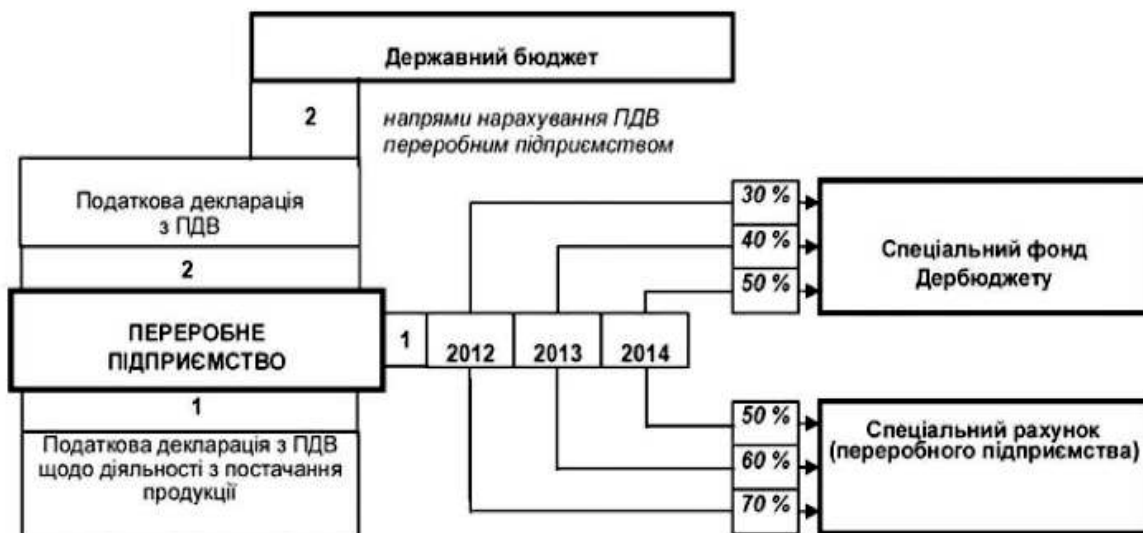 Державний бюджет
2
напрями нарахування ПДВ
переробним підприємством
Податкова декларація
з ПДВ
2
ПЕРЕРОБНЕ
ПІДПРИЄМСТВО
1
2012
2013
2014
30 %
40 %
50 %
Спеціальний фонд
Дербюджету
1
Податкова декларація з ПДВ
щодо діяльності з постачання
продукції
50 %
60 %
70 %
Спеціальний рахунок
(переробного підприємства)